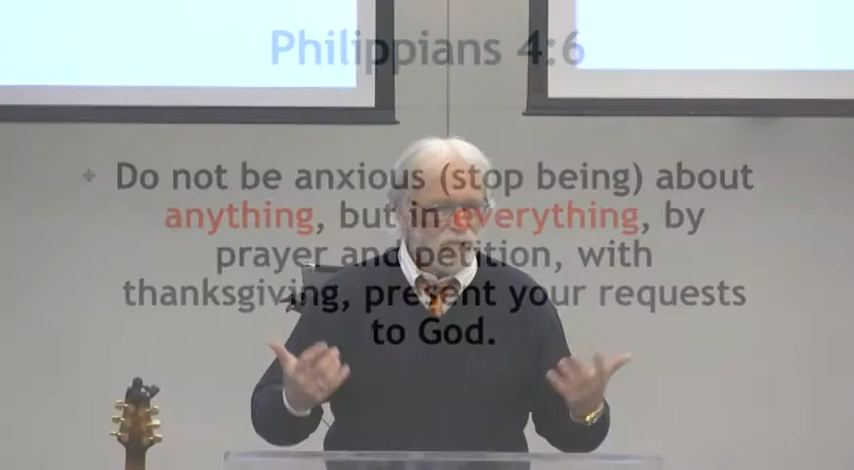 Philippians 4:6
Do not be anxious (stop being) about
anything, but in everything, by
prayer and petition, with
thanksgiving, present your requests
to God.